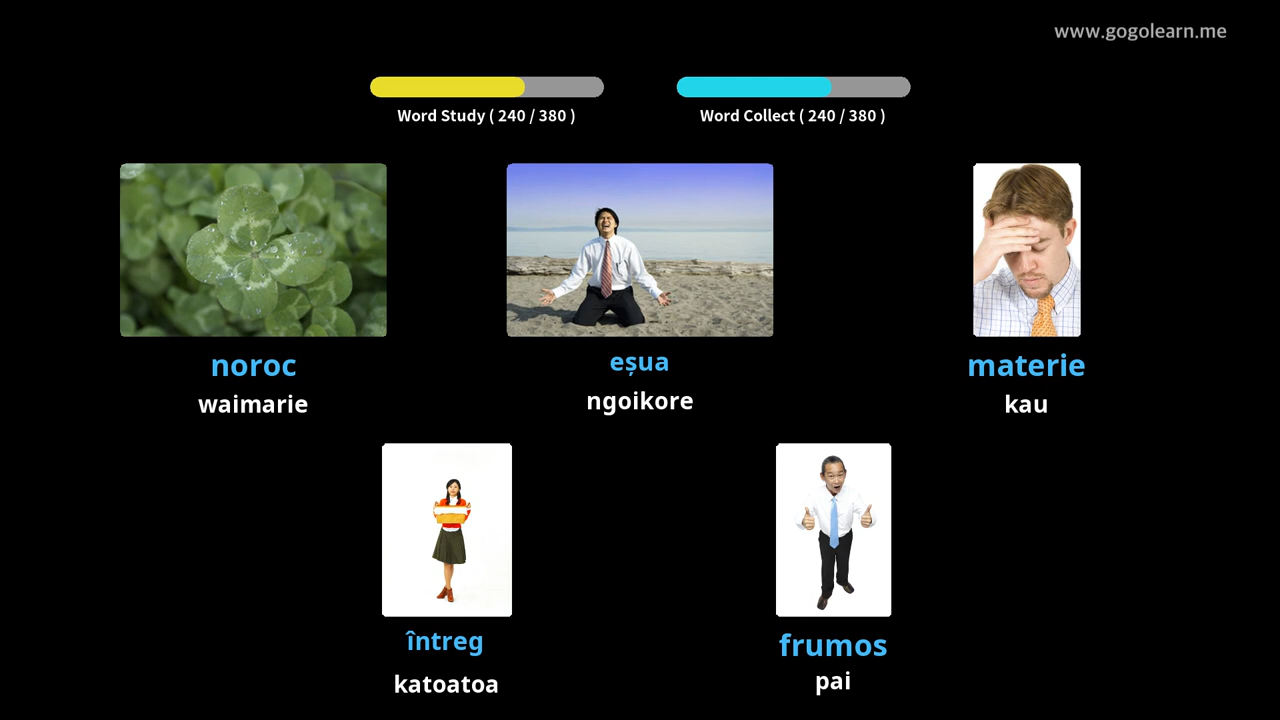 www.gogolearn.me
Word Study ( 240 / 380 )
Word Collect ( 240 / 380 )
noroc
waimarie
eșua
ngoikore
materie
kau
întreg
katoatoa
frumos
pai